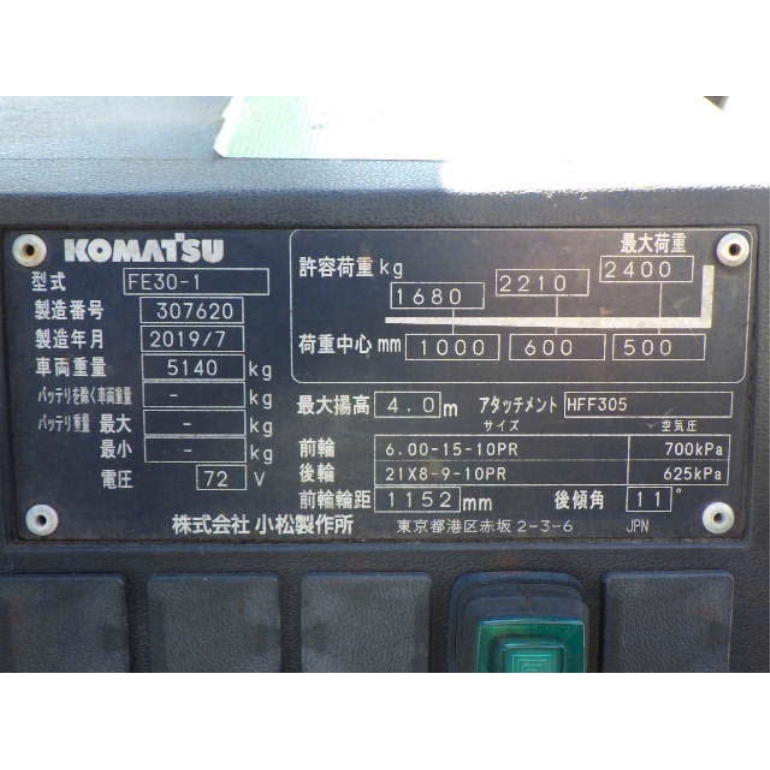 KOMATSU
型式 FE30-1
製造番号 307620
製造年月 2019/7
車両重量 5140 kg
バッテリを除く車両重量 - kg
バッテリ重量 最大 - kg
最小 - kg
電圧 72 V
最大荷重
許容荷重 kg 1680 2210 2400
荷重中心 mm 1000 600 500
最大揚高 4.0 m アタッチメント HFF305
サイズ 空気圧
前輪 6.00-15-10PR 700kPa
後輪 21X8-9-10PR 625kPa
前輪輪距 1152 mm 後傾角 11°
株式会社 小松製作所 東京都港区赤坂 2-3-6 JPN